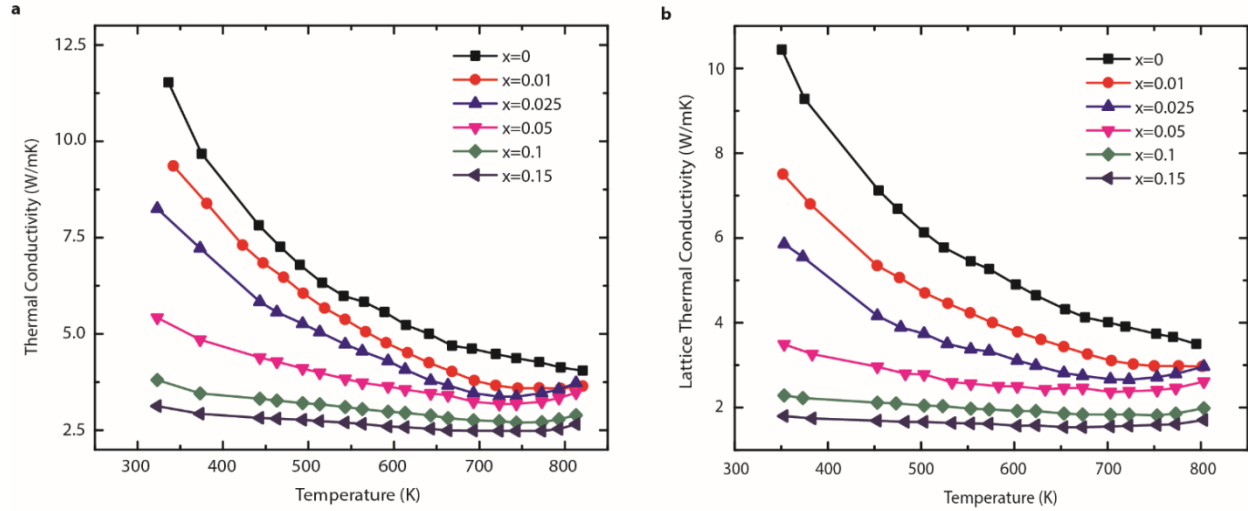 a
Thermal Conductivity (W/mK)
12.5
10.0
7.5
5.0
2.5
x=0
x=0.01
x=0.025
x=0.05
x=0.1
x=0.15
300 400 500 600 700 800
Temperature (K)
b
Lattice Thermal Conductivity (W/mK)
10
8
6
4
2
x=0
x=0.01
x=0.025
x=0.05
x=0.1
x=0.15
300 400 500 600 700 800
Temperature (K)